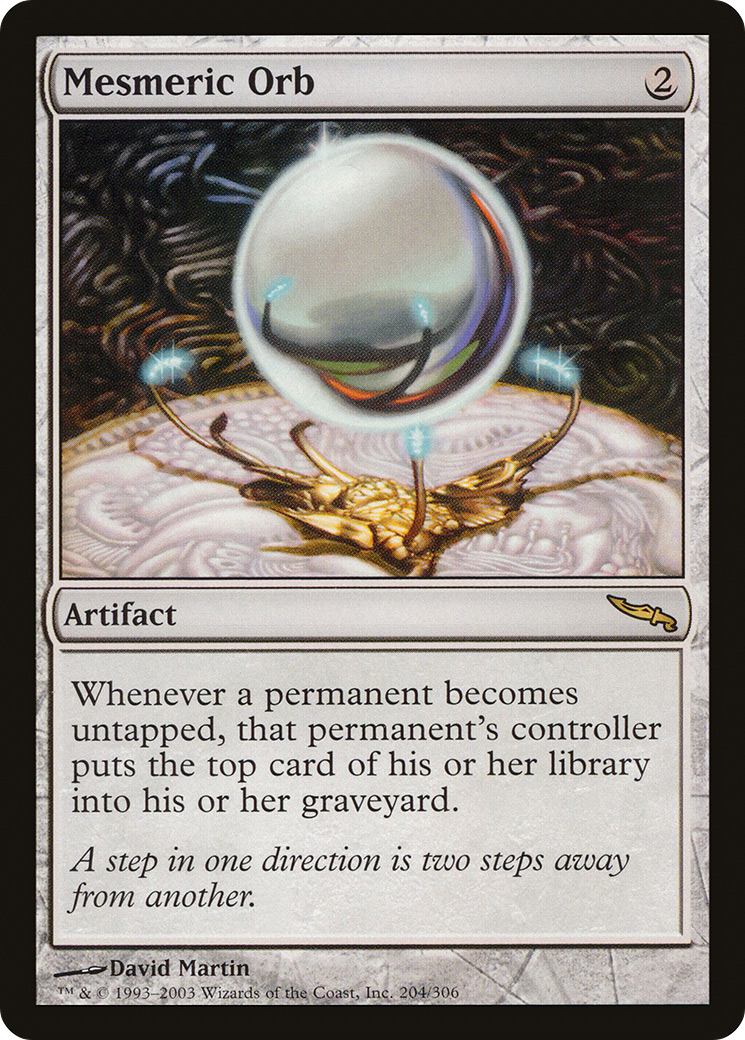 Mesmeric Orb 2
Artifact
Whenever a permanent becomes
untapped, that permanent's controller
puts the top card of his or her library
into his or her graveyard.
A step in one direction is two steps away
from another.
David Martin
™ & © 1993–2003 Wizards of the Coast, Inc. 204/306